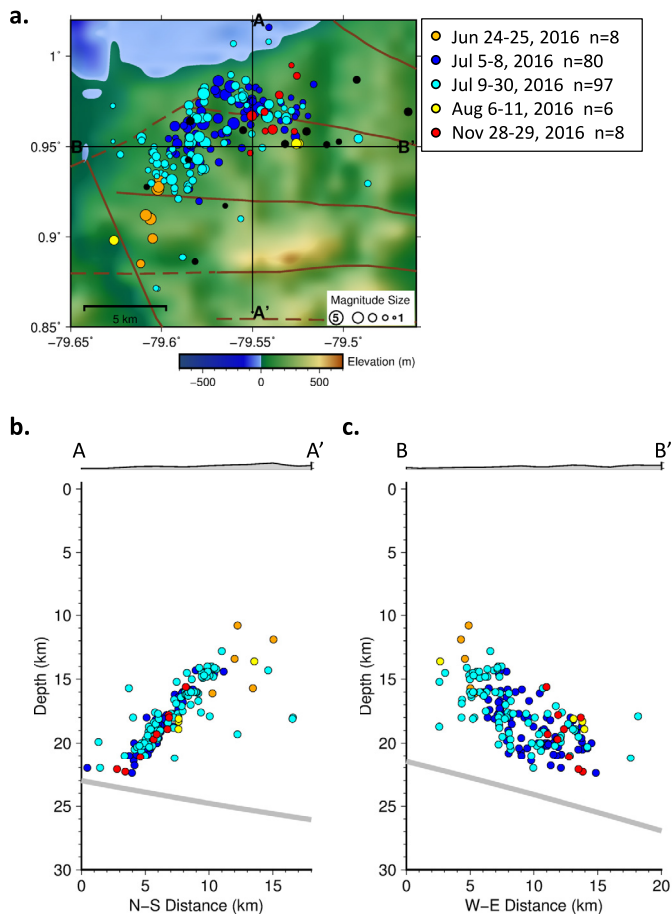 a.
Jun 24-25, 2016 n=8
Jul 5-8, 2016 n=80
Jul 9-30, 2016 n=97
Aug 6-11, 2016 n=6
Nov 28-29, 2016 n=8
A
1˚
0.95˚
B
B'
0.9˚
0.85˚
A'
5 km
Magnitude Size
5
1
−79.65˚
−79.6˚
−79.55˚
−79.5˚
Elevation (m)
−500
0
500
b.
A
A'
0
5
10
15
20
25
30
Depth (km)
0
5
10
15
N−S Distance (km)
c.
B
B'
0
5
10
15
20
25
30
Depth (km)
0
5
10
15
20
W−E Distance (km)